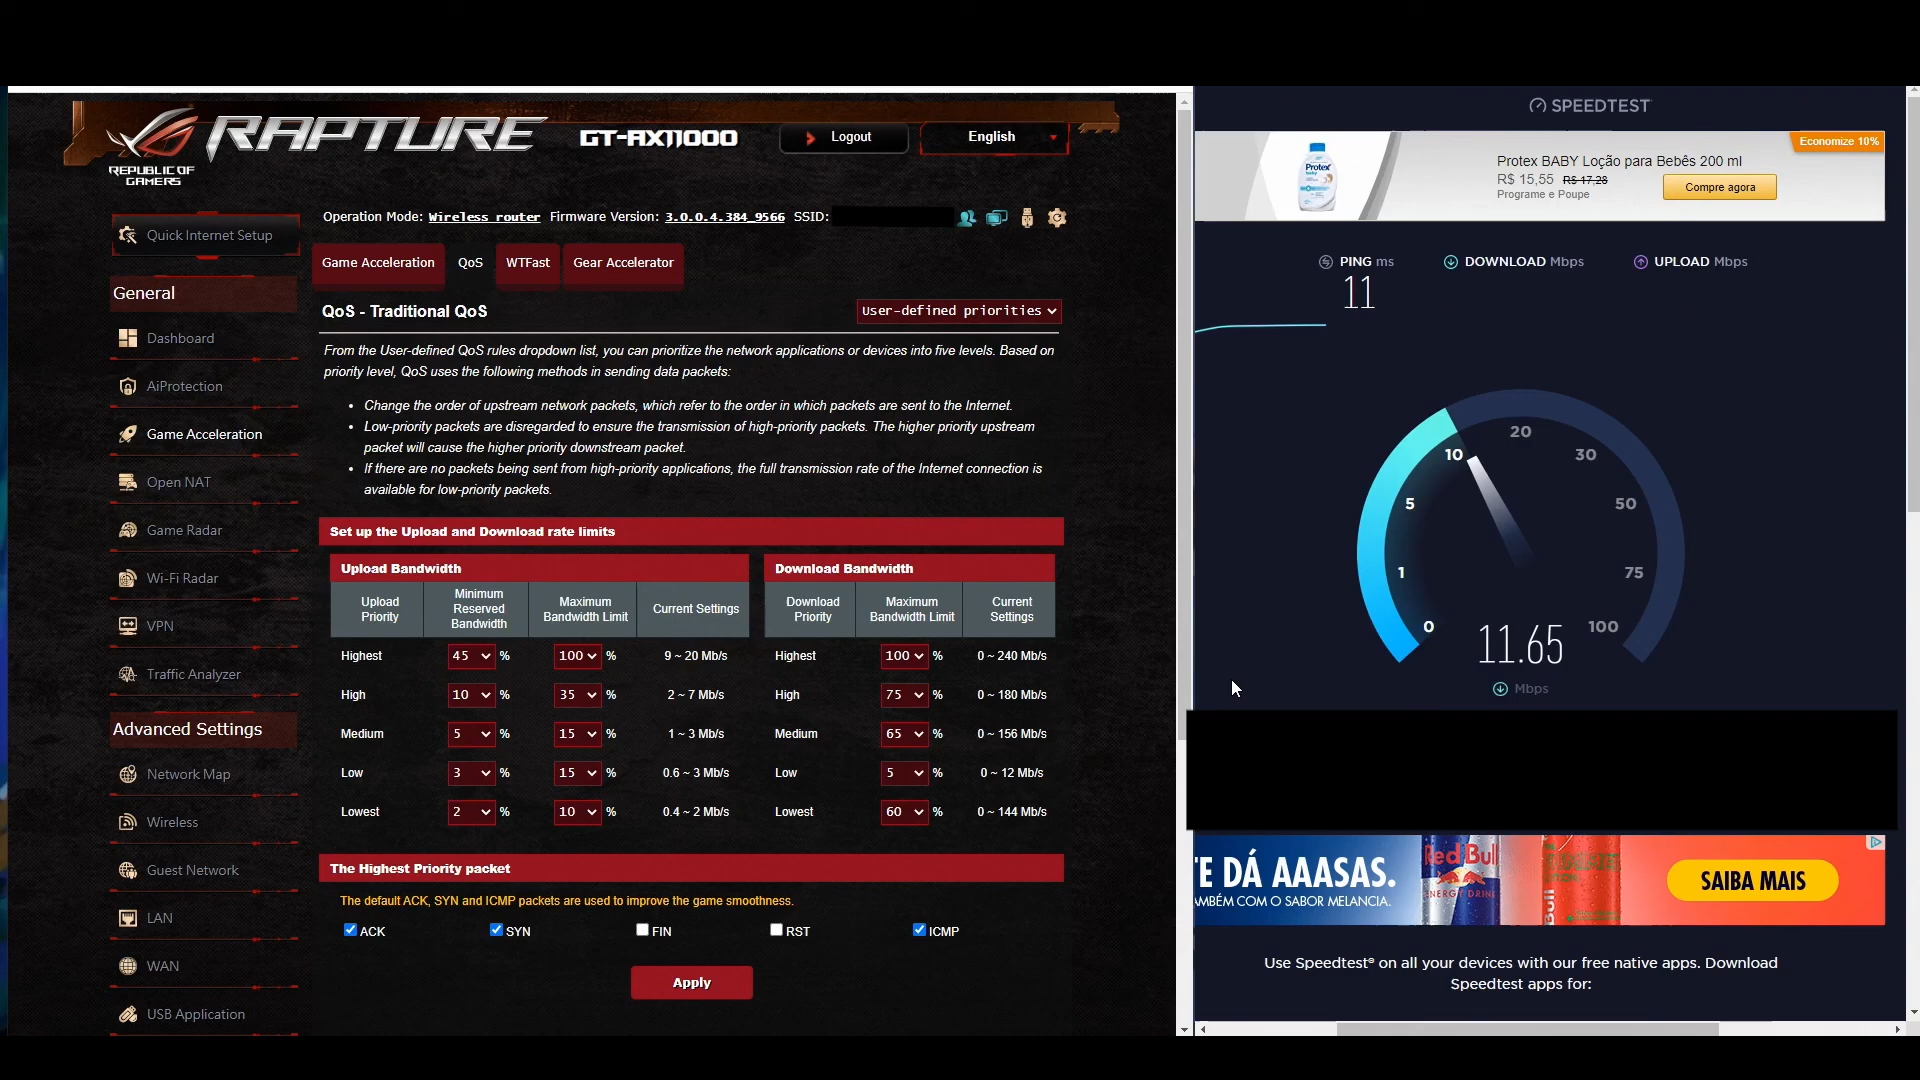 RAPTURE
REPUBLIC OF
GAMERS
GT-AX11000
Logout
English
Operation Mode: Wireless router Firmware Version: 3.0.0.4.384_9566 SSID:
Quick Internet Setup
General
Dashboard
AiProtection
Game Acceleration
Open NAT
Game Radar
Wi-Fi Radar
VPN
Traffic Analyzer
Advanced Settings
Network Map
Wireless
Guest Network
LAN
WAN
USB Application
Game Acceleration QoS WTFast Gear Accelerator
QoS - Traditional QoS
User-defined priorities
From the User-defined QoS rules dropdown list, you can prioritize the network applications or devices into five levels. Based on
priority level, QoS uses the following methods in sending data packets:
• Change the order of upstream network packets, which refer to the order in which packets are sent to the Internet.
• Low-priority packets are disregarded to ensure the transmission of high-priority packets. The higher priority upstream
packet will cause the higher priority downstream packet.
• If there are no packets being sent from high-priority applications, the full transmission rate of the Internet connection is
available for low-priority packets.
Set up the Upload and Download rate limits
Upload Bandwidth
Upload Priority Minimum Reserved Bandwidth Maximum Bandwidth Limit Current Settings
Highest 45 % 100 % 9 ~ 20 Mb/s
High 10 % 35 % 2 ~ 7 Mb/s
Medium 5 % 15 % 1 ~ 3 Mb/s
Low 3 % 15 % 0.6 ~ 3 Mb/s
Lowest 2 % 10 % 0.4 ~ 2 Mb/s
Download Bandwidth
Download Priority Maximum Bandwidth Limit Current Settings
Highest 100 % 0 ~ 240 Mb/s
High 75 % 0 ~ 180 Mb/s
Medium 65 % 0 ~ 156 Mb/s
Low 5 % 0 ~ 12 Mb/s
Lowest 60 % 0 ~ 144 Mb/s
The Highest Priority packet
The default ACK, SYN and ICMP packets are used to improve the game smoothness.
ACK SYN FIN RST ICMP
Apply
SPEEDTEST
Protex
baby
Economize 10%
Protex BABY Loção para Bebês 200 ml
R$ 15,55 R$ 17,28
Programe e Poupe
Compre agora
PING ms
11
DOWNLOAD Mbps
UPLOAD Mbps
0
1
5
10
20
30
50
75
100
11.65
Mbps
TE DÁ AAASAS.
AMBÉM COM O SABOR MELANCIA.
Red Bull
ENERGY DRINK
SAIBA MAIS
Use Speedtest® on all your devices with our free native apps. Download
Speedtest apps for: